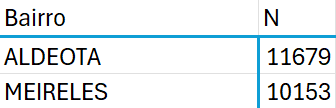 Bairro N
ALDEOTA 11679
MEIRELES 10153